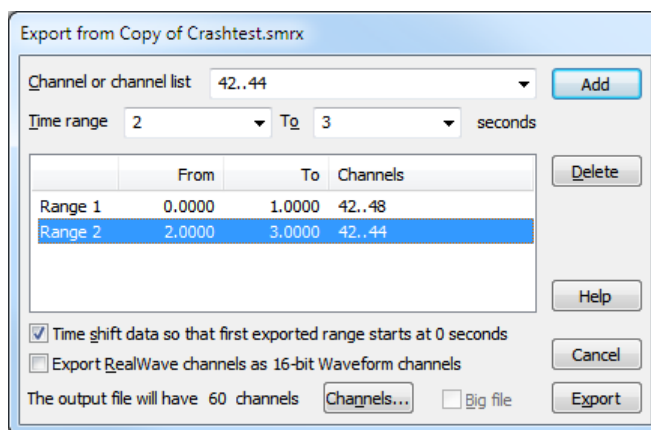 Export from Copy of Crashtest.smrx
Channel or channel list 42..44 Add
Time range 2 To 3 seconds
From To Channels Delete
Range 1 0.0000 1.0000 42..48
Range 2 2.0000 3.0000 42..44
Help
Time shift data so that first exported range starts at 0 seconds
Export RealWave channels as 16-bit Waveform channels Cancel
The output file will have 60 channels Channels... Big file Export